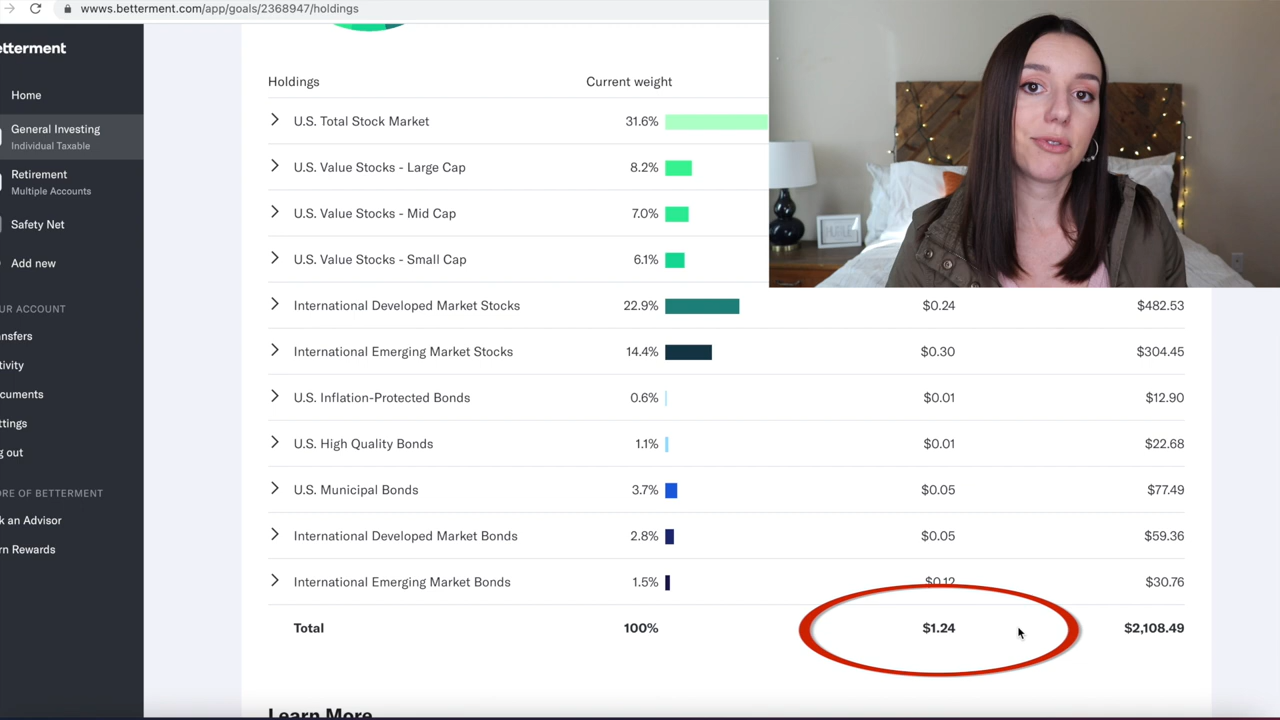 wwws.betterment.com/app/goals/2368947/holdings
etterment
Home
General Investing
Individual Taxable
Retirement
Multiple Accounts
Safety Net
Add new
UR ACCOUNT
nsfers
tivity
cuments
ttings
g out
ORE OF BETTERMENT
k an Advisor
rn Rewards
Holdings Current weight
U.S. Total Stock Market 31.6%
U.S. Value Stocks - Large Cap 8.2%
U.S. Value Stocks - Mid Cap 7.0%
U.S. Value Stocks - Small Cap 6.1%
International Developed Market Stocks 22.9% $0.24 $482.53
International Emerging Market Stocks 14.4% $0.30 $304.45
U.S. Inflation-Protected Bonds 0.6% $0.01 $12.90
U.S. High Quality Bonds 1.1% $0.01 $22.68
U.S. Municipal Bonds 3.7% $0.05 $77.49
International Developed Market Bonds 2.8% $0.05 $59.36
International Emerging Market Bonds 1.5% $0.12 $30.76
Total 100% $1.24 $2,108.49
Learn More
HUSTLE